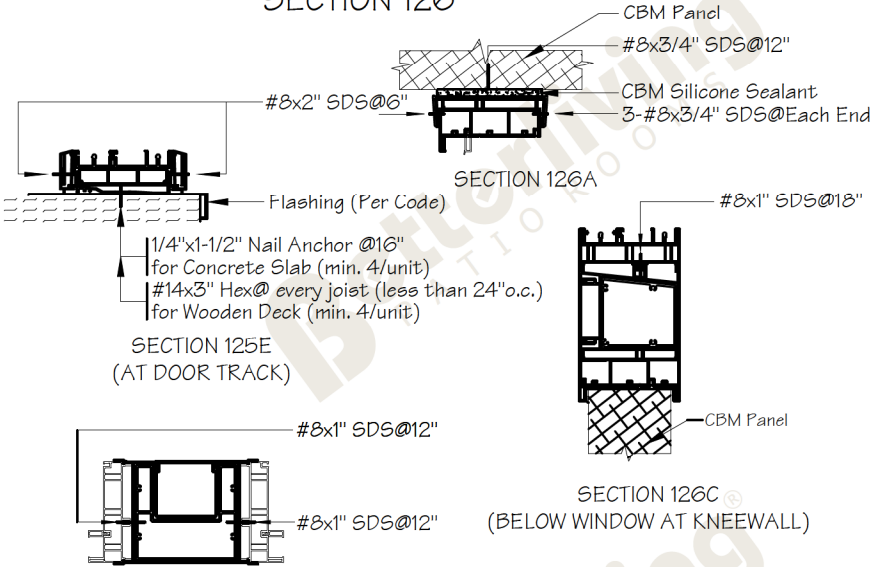 SECTION 126
CBM Panel
#8x3/4" SDS@12"
CBM Silicone Sealant
3-#8x3/4" SDS@Each End
SECTION 126A
#8x2" SDS@6"
Flashing (Per Code)
1/4"x1-1/2" Nail Anchor @16"
for Concrete Slab (min. 4/unit)
#14x3" Hex@ every joist (less than 24"o.c.)
for Wooden Deck (min. 4/unit)
SECTION 125E
(AT DOOR TRACK)
#8x1" SDS@18"
CBM Panel
SECTION 126C
(BELOW WINDOW AT KNEEWALL)
#8x1" SDS@12"
#8x1" SDS@12"
Betterliving
PATIO ROOMS
®